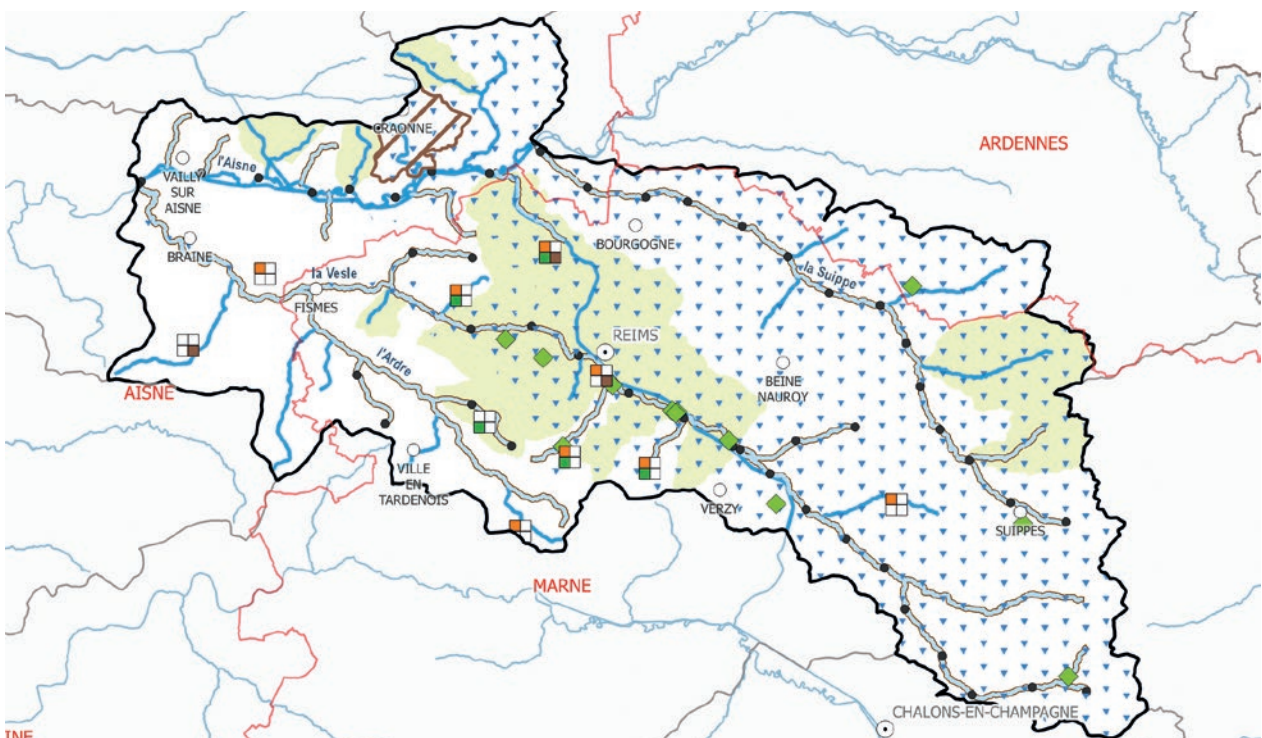 CRAONNE
ARDENNES
l'Aisne
VAILLY
SUR
AISNE
BOURGOGNE
BRAINE
la Vesle
la Suippe
FISMES
REIMS
l'Ardre
BEINE
NAUROY
AISNE
VILLE
EN
TARDENOIS
VERZY
SUIPPES
MARNE
CHALONS-EN-CHAMPAGNE
INE